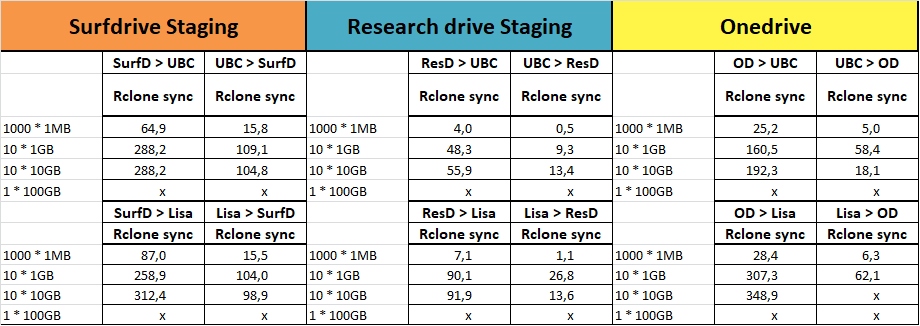 Surfdrive Staging Research drive Staging Onedrive
SurfD > UBC UBC > SurfD ResD > UBC UBC > ResD OD > UBC UBC > OD
Rclone sync Rclone sync Rclone sync Rclone sync Rclone sync Rclone sync
1000 * 1MB 64,9 15,8 1000 * 1MB 4,0 0,5 1000 * 1MB 25,2 5,0
10 * 1GB 288,2 109,1 10 * 1GB 48,3 9,3 10 * 1GB 160,5 58,4
10 * 10GB 288,2 104,8 10 * 10GB 55,9 13,4 10 * 10GB 192,3 18,1
1 * 100GB x x 1 * 100GB x x 1 * 100GB x x
SurfD > Lisa Lisa > SurfD ResD > Lisa Lisa > ResD OD > Lisa Lisa > OD
Rclone sync Rclone sync Rclone sync Rclone sync Rclone sync Rclone sync
1000 * 1MB 87,0 15,5 1000 * 1MB 7,1 1,1 1000 * 1MB 28,4 6,3
10 * 1GB 258,9 104,0 10 * 1GB 90,1 26,8 10 * 1GB 307,3 62,1
10 * 10GB 312,4 98,9 10 * 10GB 91,9 13,6 10 * 10GB 348,9 x
1 * 100GB x x 1 * 100GB x x 1 * 100GB x x